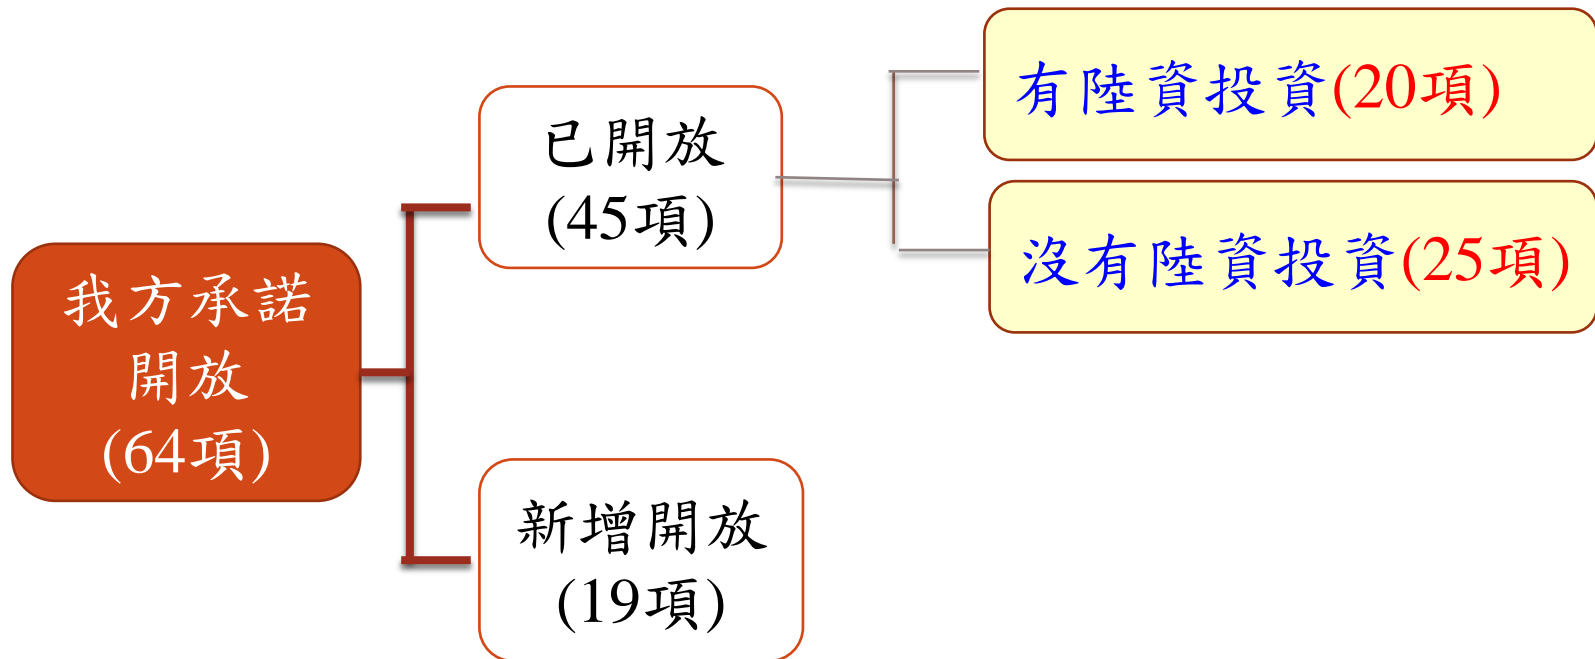 我方承諾
開放
(64項)
已開放
(45項)
有陸資投資(20項)
沒有陸資投資(25項)
新增開放
(19項)